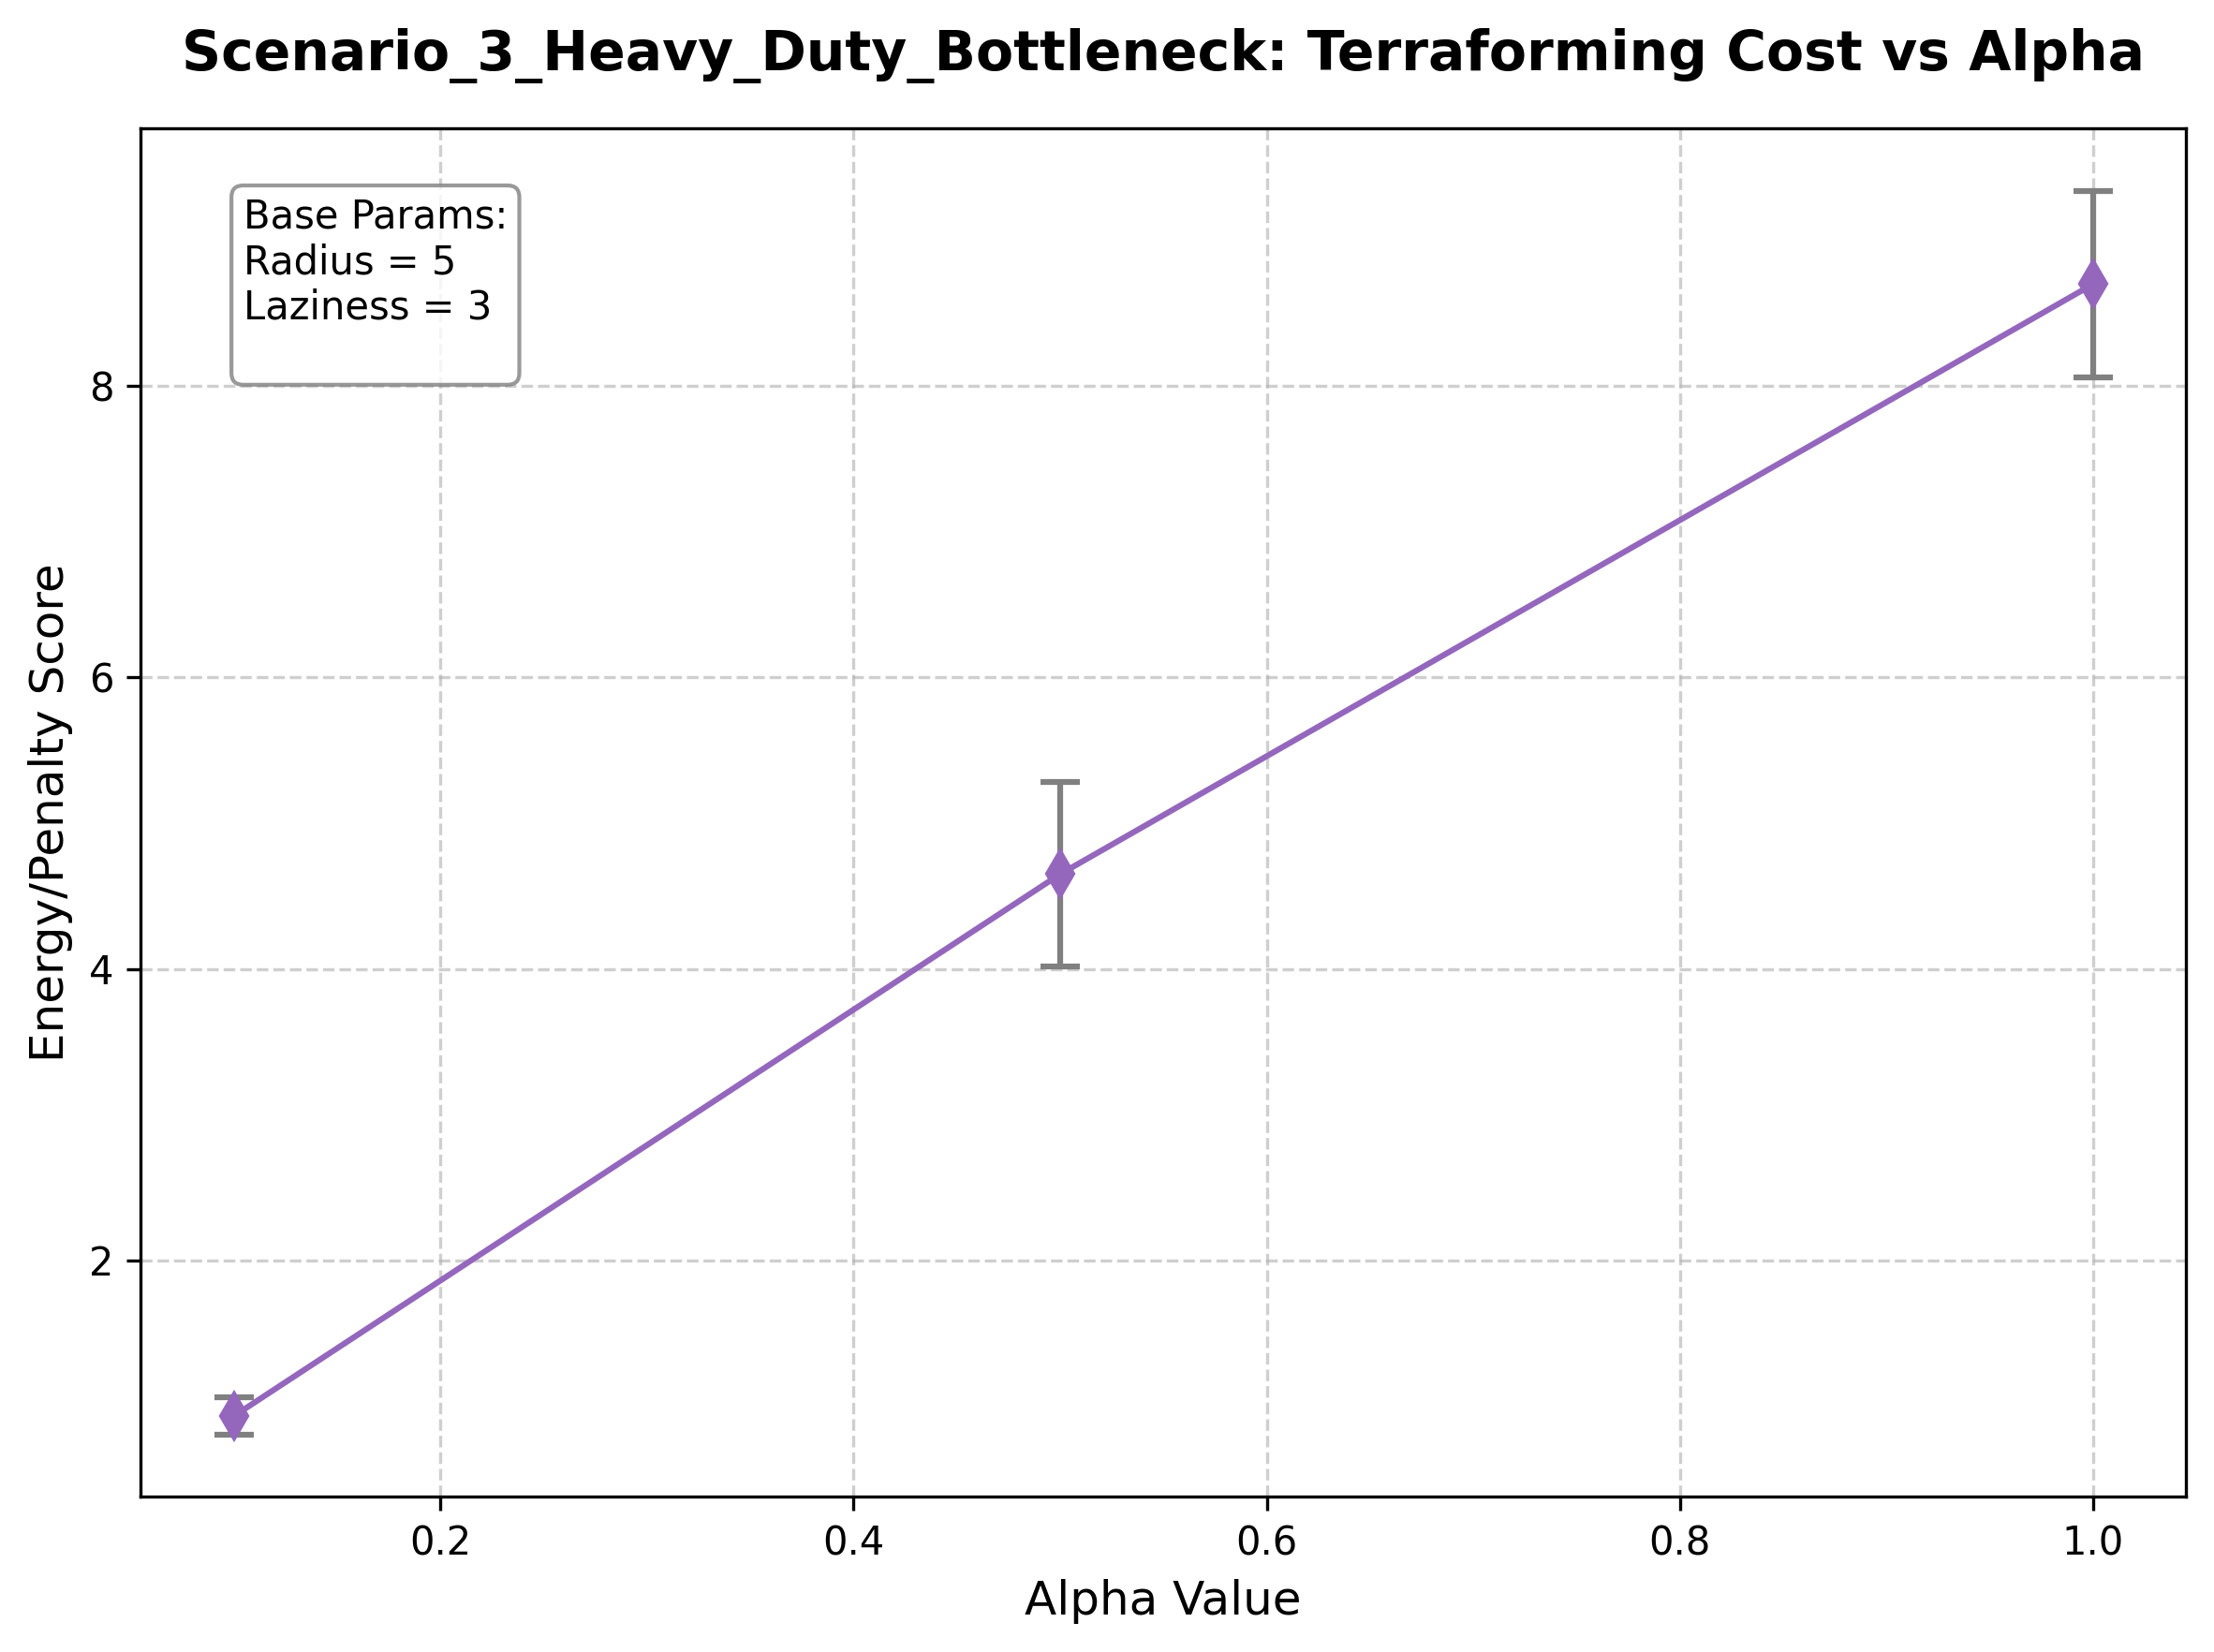 Scenario_3_Heavy_Duty_Bottleneck: Terraforming Cost vs Alpha
Base Params:
Radius = 5
Laziness = 3
Energy/Penalty Score
8
6
4
2
0.2
0.4
0.6
0.8
1.0
Alpha Value